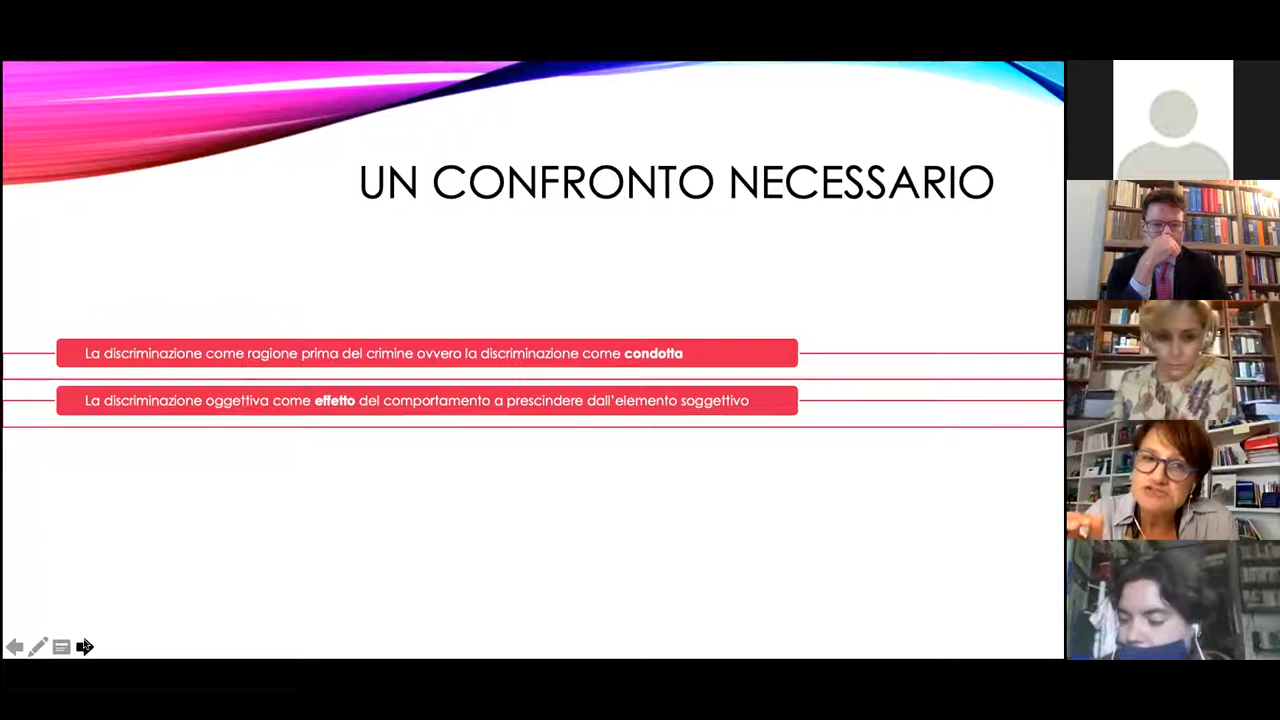 UN CONFRONTO NECESSARIO
La discriminazione come ragione prima del crimine ovvero la discriminazione come condotta
La discriminazione oggettiva come effetto del comportamento a prescindere dall'elemento soggettivo